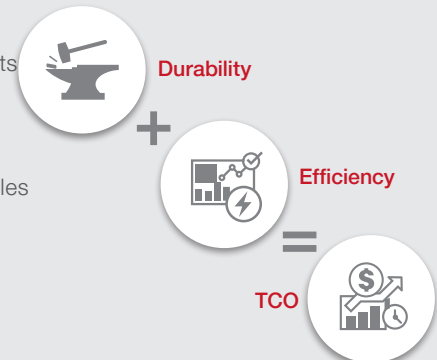 Durability
+
Efficiency
=
TCO
$